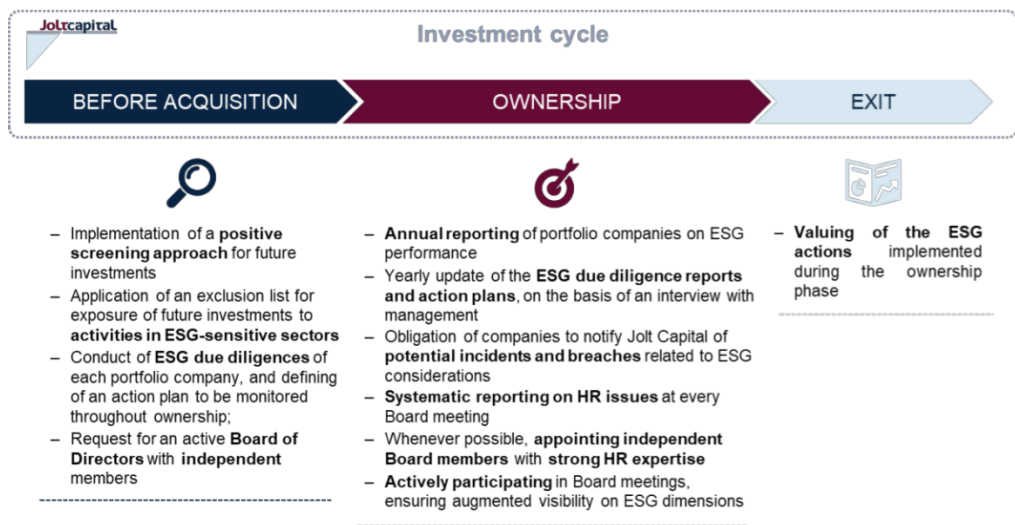 Joltcapital
Investment cycle
BEFORE ACQUISITION
OWNERSHIP
EXIT
– Implementation of a positive
screening approach for future
investments
– Application of an exclusion list for
exposure of future investments to
activities in ESG-sensitive sectors
– Conduct of ESG due diligences of
each portfolio company, and defining
of an action plan to be monitored
throughout ownership;
– Request for an active Board of
Directors with independent
members
– Annual reporting of portfolio companies on ESG
performance
– Yearly update of the ESG due diligence reports
and action plans, on the basis of an interview with
management
– Obligation of companies to notify Jolt Capital of
potential incidents and breaches related to ESG
considerations
– Systematic reporting on HR issues at every
Board meeting
– Whenever possible, appointing independent
Board members with strong HR expertise
– Actively participating in Board meetings,
ensuring augmented visibility on ESG dimensions
– Valuing of the ESG
actions implemented
during the ownership
phase